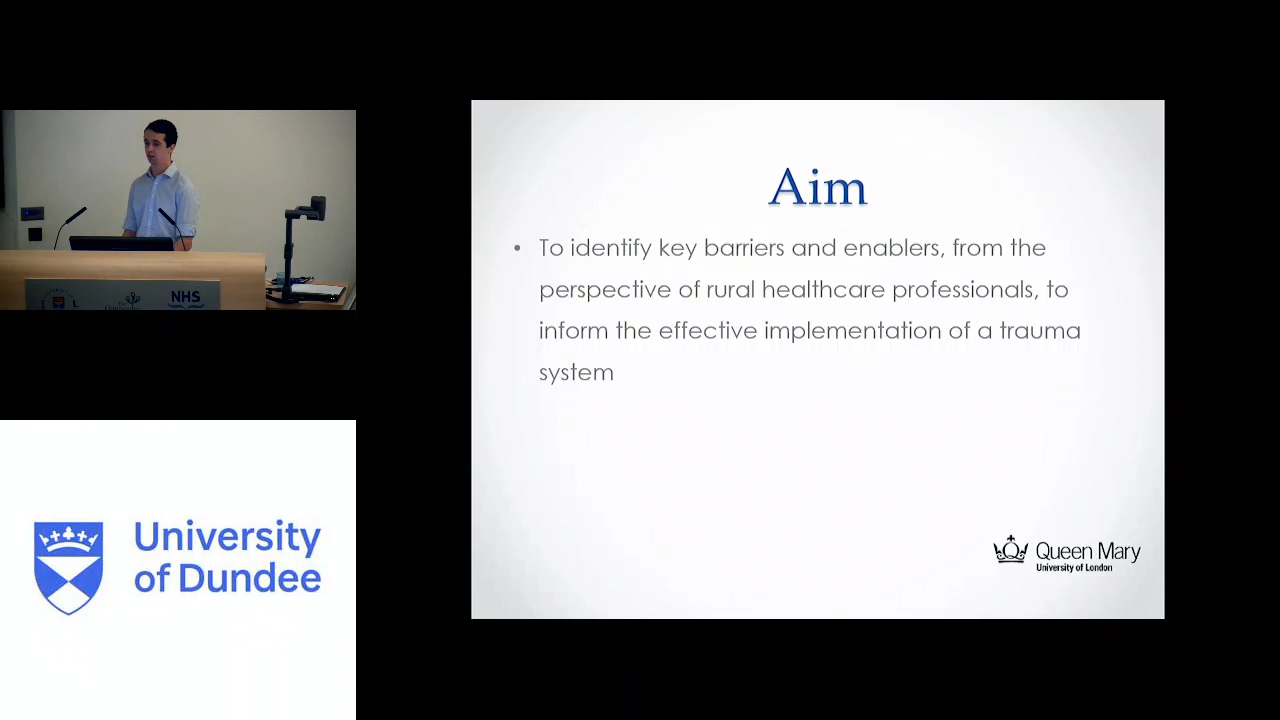 NHS
University
of Dundee
Aim
• To identify key barriers and enablers, from the
perspective of rural healthcare professionals, to
inform the effective implementation of a trauma
system
Queen Mary
University of London